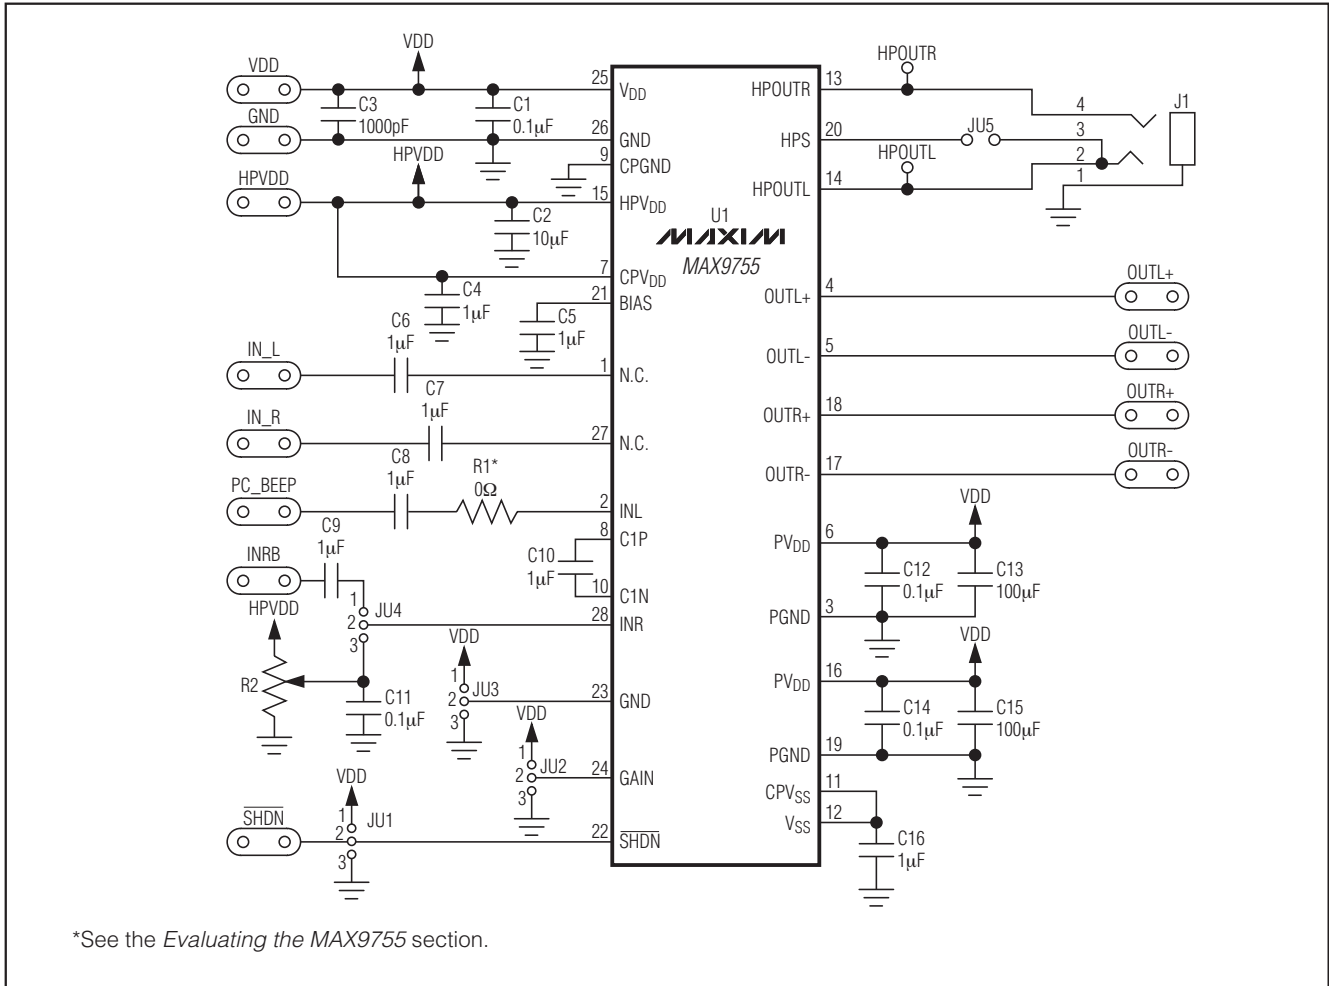 VDD
VDD
GND
C3
1000pF
C1
0.1µF
25
VDD
26
GND
9
CPGND
HPVDD
HPVDD
15
HPVDD
C2
10µF
7
CPVDD
C4
1µF
21
BIAS
C5
1µF
IN_L
C6
1µF
1
N.C.
IN_R
C7
1µF
27
N.C.
PC_BEEP
C8
1µF
R1*
0Ω
2
INL
8
C1P
C10
1µF
10
C1N
INRB
C9
1µF
HPVDD
1
2
3
JU4
28
INR
R2
C11
0.1µF
VDD
1
2
3
JU3
23
GND
VDD
1
2
3
JU2
24
GAIN
SHDN
VDD
1
2
3
JU1
22
SHDN
U1
MAXIM
MAX9755
HPOUTR
13
HPOUTR
4
J1
HPS
20
JU5
3
HPOUTL
2
HPOUTL
14
1
OUTL+
4
OUTL+
OUTL-
5
OUTL-
OUTR+
18
OUTR+
OUTR-
17
OUTR-
VDD
PVDD
6
C12
0.1µF
C13
100µF
PGND
3
VDD
PVDD
16
C14
0.1µF
C15
100µF
PGND
19
CPVSS
11
VSS
12
C16
1µF
*See the Evaluating the MAX9755 section.